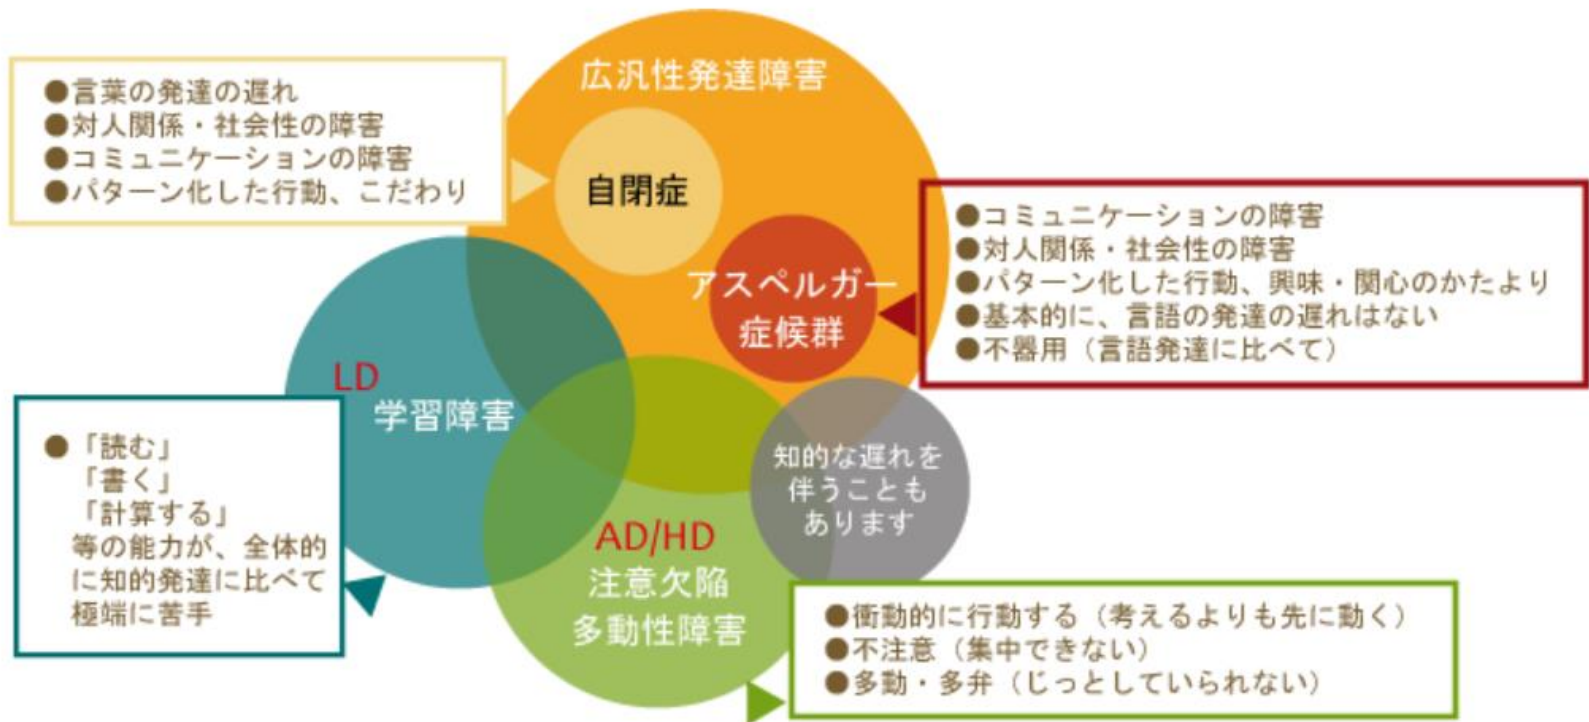 広汎性発達障害
●言葉の発達の遅れ
●対人関係・社会性の障害
●コミュニケーションの障害
●パターン化した行動、こだわり
自閉症
●コミュニケーションの障害
●対人関係・社会性の障害
●パターン化した行動、興味・関心のかたより
●基本的に、言語の発達の遅れはない
●不器用（言語発達に比べて）
アスペルガー
症候群
LD
学習障害
●「読む」
「書く」
「計算する」
等の能力が、全体的
に知的発達に比べて
極端に苦手
知的な遅れを
伴うことも
あります
AD/HD
注意欠陥
多動性障害
●衝動的に行動する（考えるよりも先に動く）
●不注意（集中できない）
●多動・多弁（じっとしていられない）